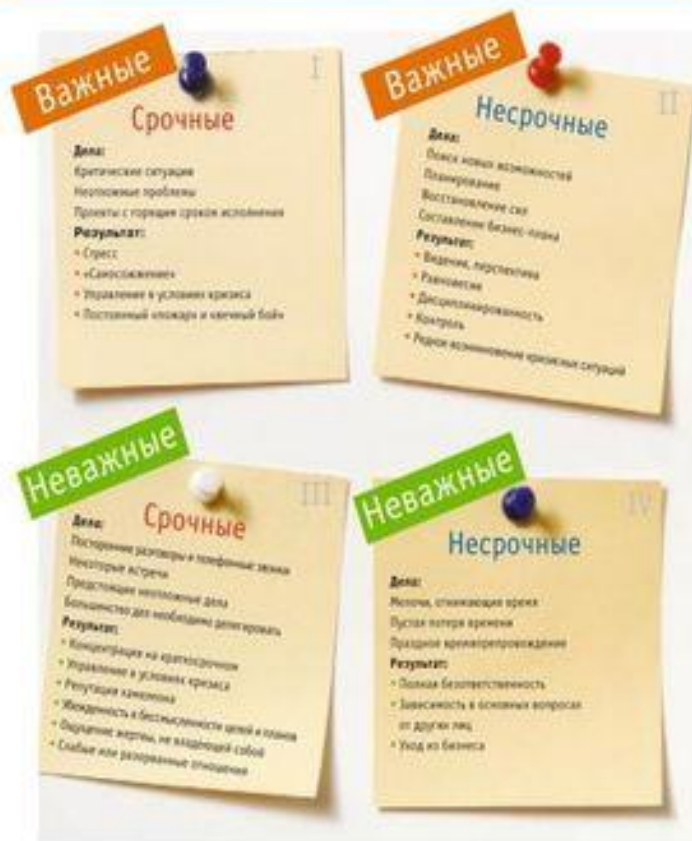 Важные
I
Срочные
Дела:
Критические ситуации
Неотложные проблемы
Проекты с горящим сроком исполнения
Результат:
• Стресс
• «Самосожжение»
• Управление в условиях кризиса
• Постоянный «пожар» и «вечный бой»
Важные
II
Несрочные
Дела:
Поиск новых возможностей
Планирование
Восстановление сил
Составление бизнес-плана
Результат:
• Видение, перспектива
• Равновесие
• Дисциплинированность
• Контроль
• Редкое возникновение кризисных ситуаций
Неважные
III
Срочные
Дела:
Посторонние разговоры и телефонные звонки
Некоторые встречи
Предстоящие неотложные дела
Большинство дел необходимо делегировать
Результат:
• Концентрация на краткосрочном
• Управление в условиях кризиса
• Репутация хамелеона
• Убежденность в бессмысленности целей и планов
• Ощущение жертвы, не владеющей собой
• Слабые или разорванные отношения
Неважные
IV
Несрочные
Дела:
Мелочи, отнимающие время
Пустая потеря времени
Праздное времяпрепровождение
Результат:
• Полная безответственность
• Зависимость в основных вопросах
от других лиц
• Уход из бизнеса